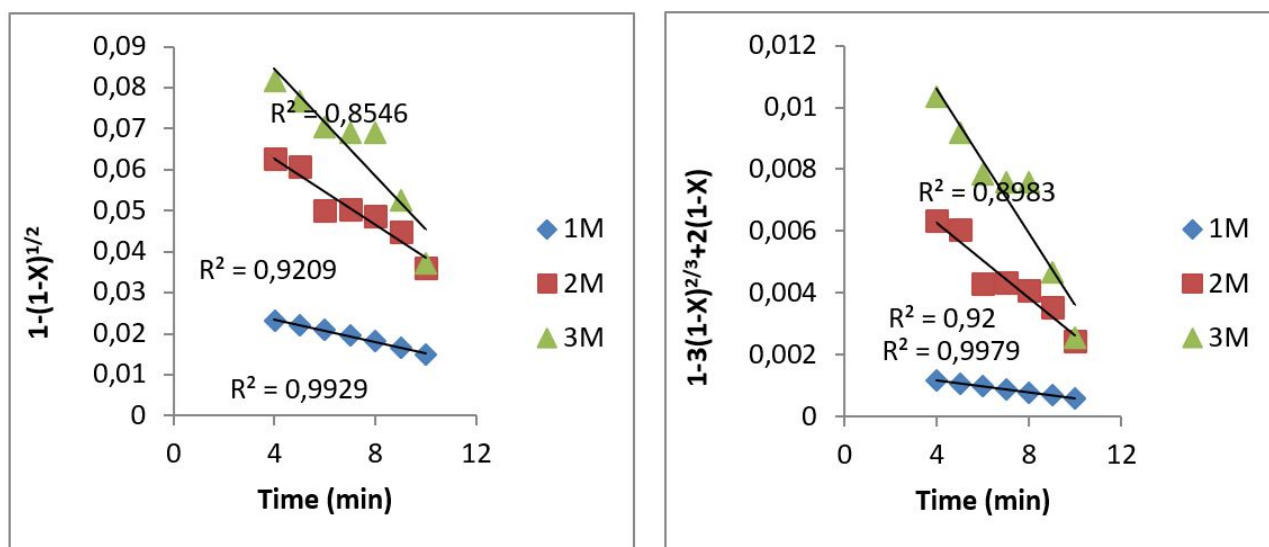 1-(1-X)^1/2
0,09
0,08
0,07
0,06
0,05
0,04
0,03
0,02
0,01
0
R² = 0,8546
R² = 0,9209
R² = 0,9929
0 4 8 12
Time (min)
1M
2M
3M
1-3(1-X)^2/3+2(1-X)
0,012
0,01
0,008
0,006
0,004
0,002
0
R² = 0,8983
R² = 0,92
R² = 0,9979
0 4 8 12
Time (min)
1M
2M
3M